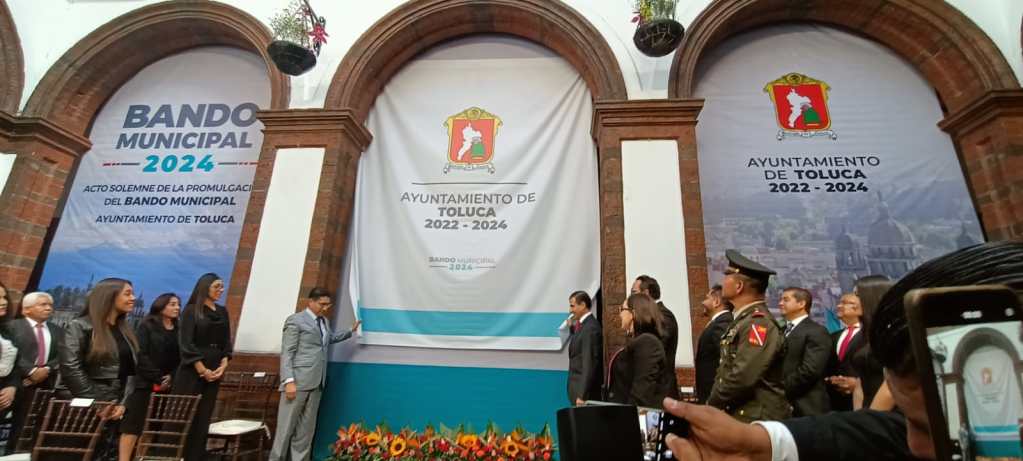 BANDO
MUNICIPAL
2024
ACTO SOLEMNE DE LA PROMULGACI
DEL BANDO MUNICIPAL
AYUNTAMIENTO DE TOLUCA
AYUNTAMIENTO DE
TOLUCA
2022 - 2024
BANDO MUNICIPAL
2024
AYUNTAMIENTO
DE TOLUCA
2022 - 2024